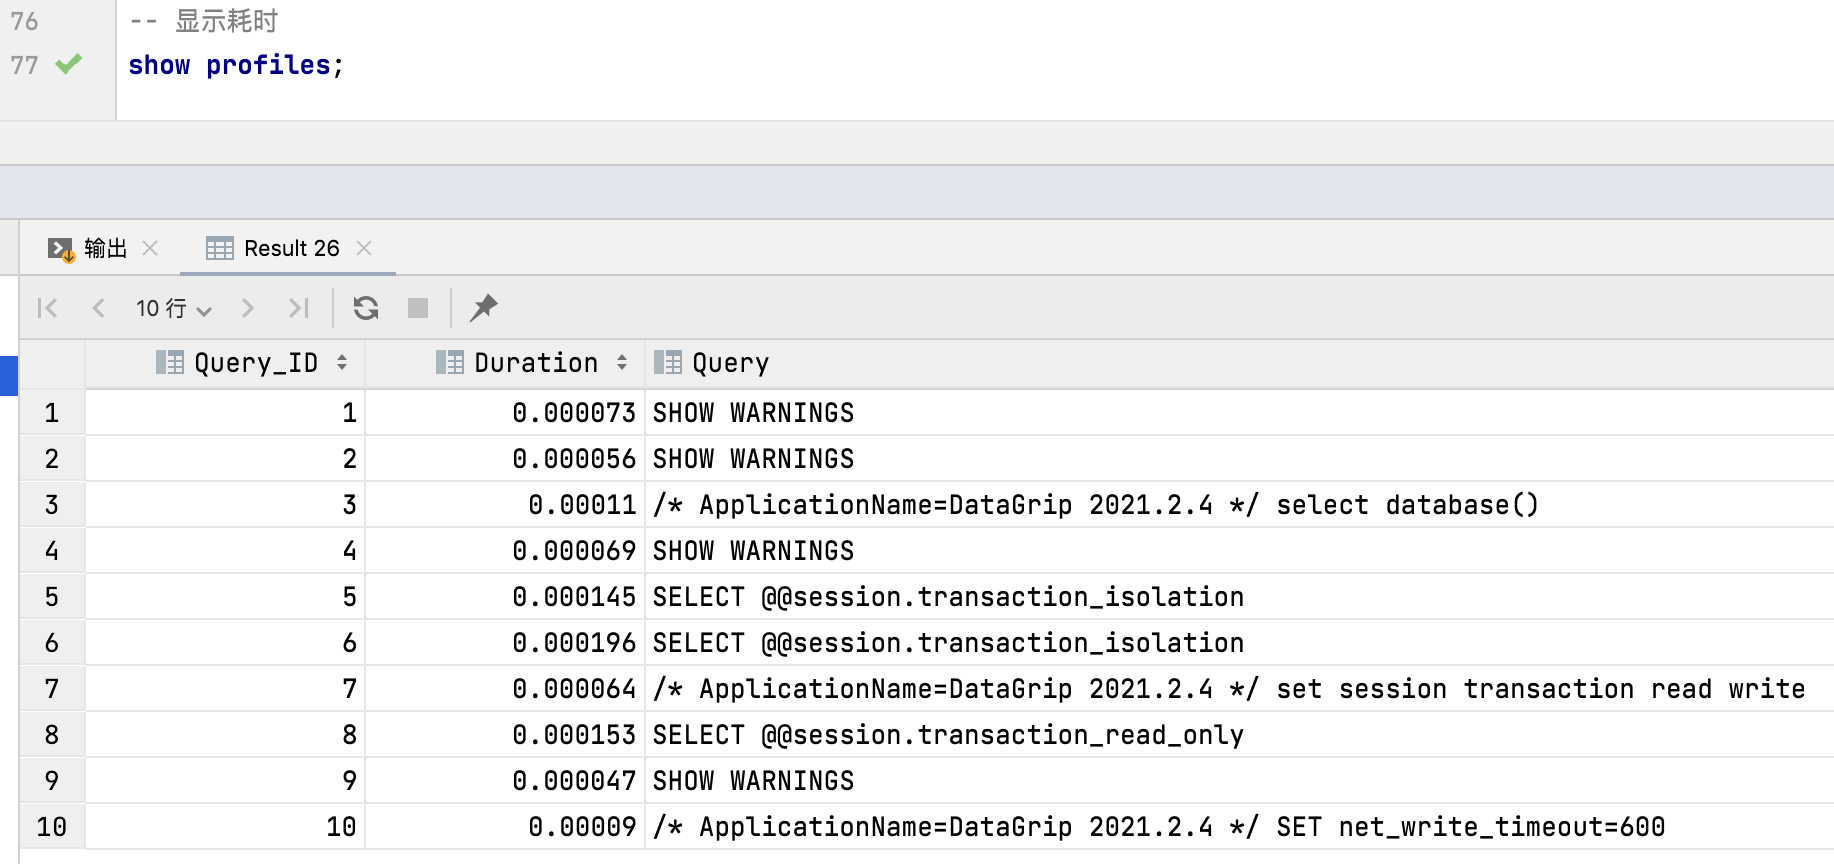 76 -- 显示耗时
77 show profiles;
输出 Result 26
10 行
Query_ID Duration Query
1 1 0.000073 SHOW WARNINGS
2 2 0.000056 SHOW WARNINGS
3 3 0.00011 /* ApplicationName=DataGrip 2021.2.4 */ select database()
4 4 0.000069 SHOW WARNINGS
5 5 0.000145 SELECT @@session.transaction_isolation
6 6 0.000196 SELECT @@session.transaction_isolation
7 7 0.000064 /* ApplicationName=DataGrip 2021.2.4 */ set session transaction read write
8 8 0.000153 SELECT @@session.transaction_read_only
9 9 0.000047 SHOW WARNINGS
10 10 0.00009 /* ApplicationName=DataGrip 2021.2.4 */ SET net_write_timeout=600